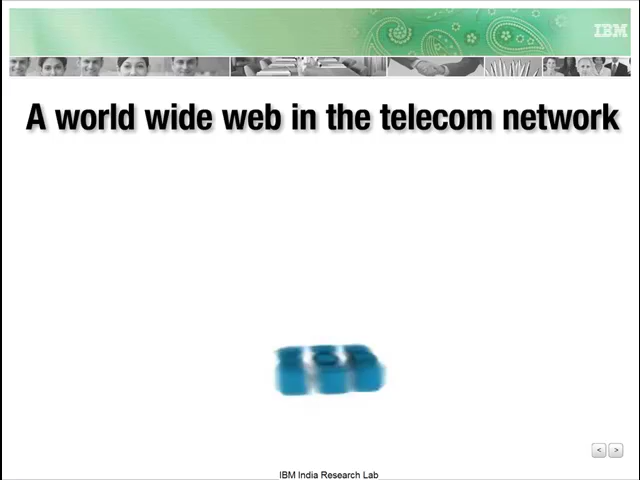 IBM
A world wide web in the telecom network
< >
IBM India Research Lab